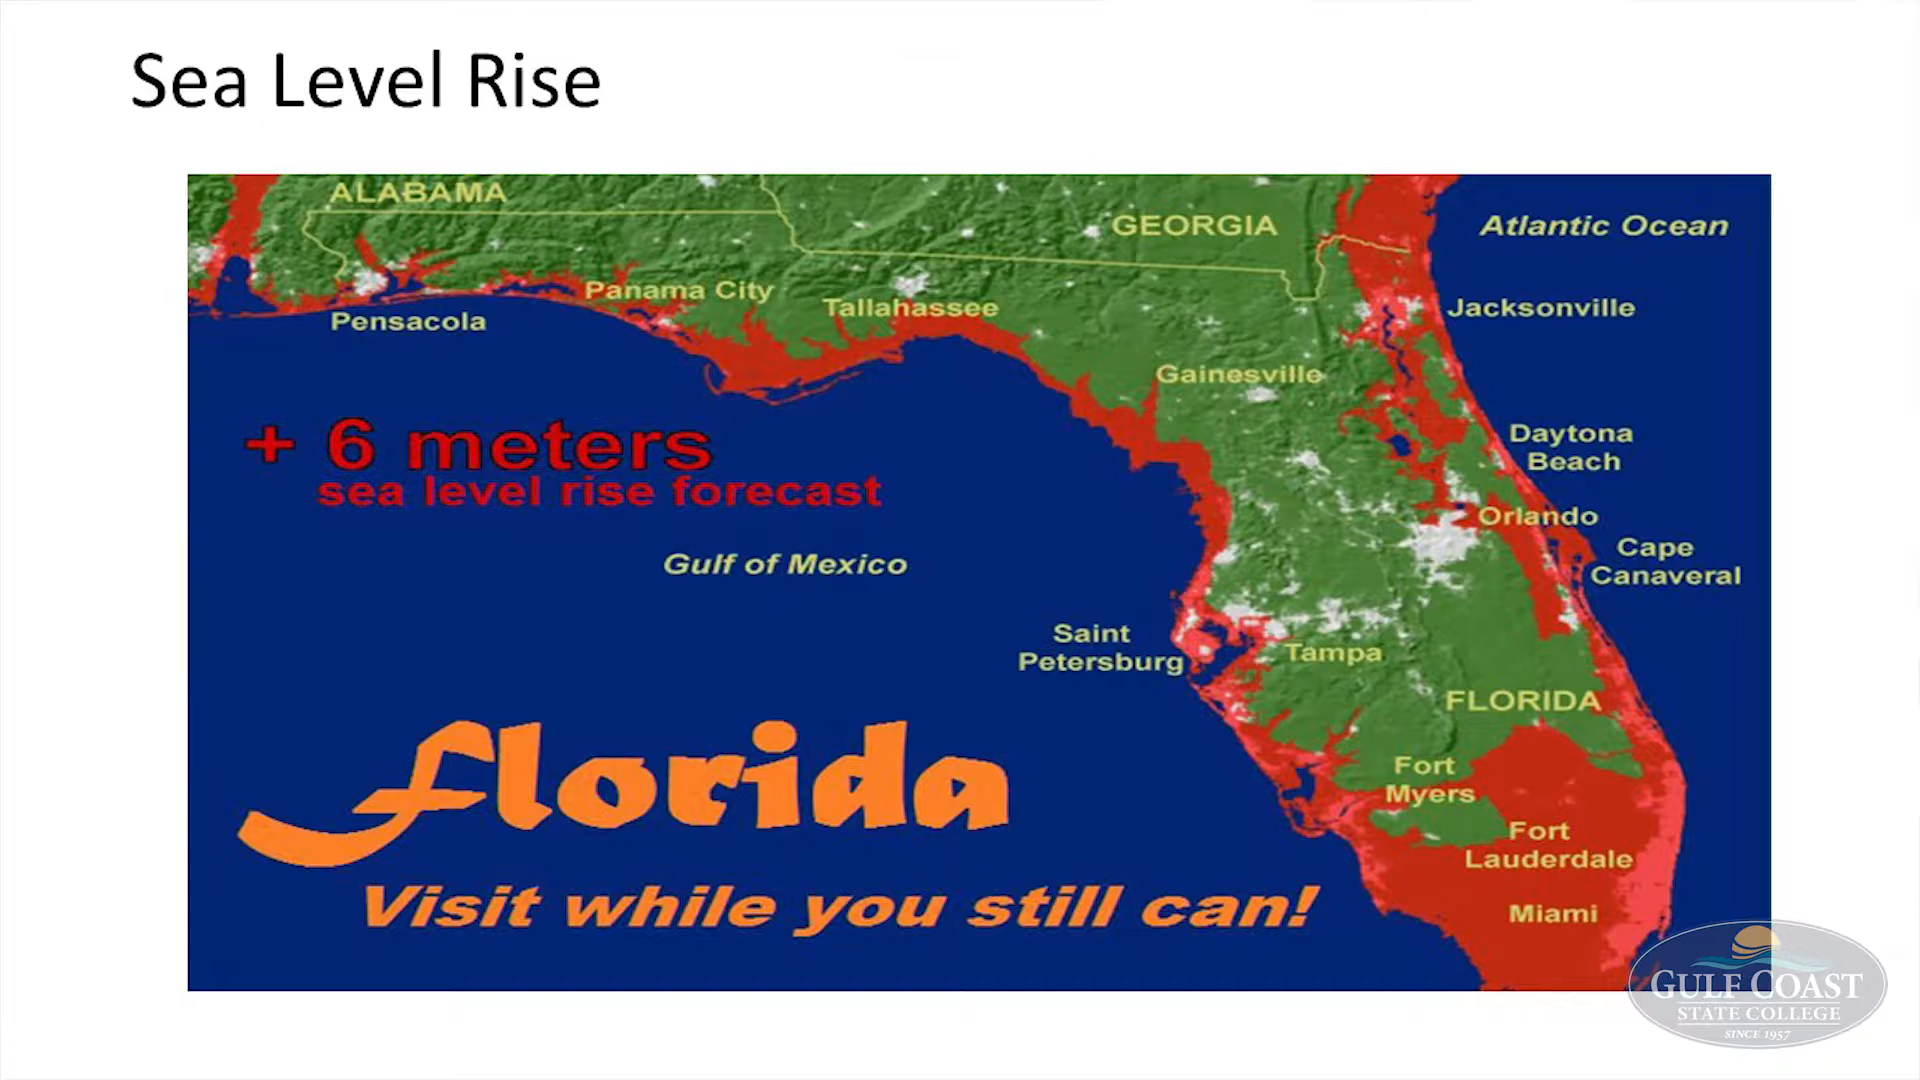 Sea Level Rise
ALABAMA
GEORGIA
Atlantic Ocean
Panama City
Tallahassee
Jacksonville
Pensacola
Gainesville
+ 6 meters
sea level rise forecast
Daytona
Beach
Orlando
Gulf of Mexico
Cape
Canaveral
Saint
Petersburg
Tampa
FLORIDA
Florida
Fort
Myers
Fort
Lauderdale
Visit while you still can!
Miami
GULF COAST
STATE COLLEGE
SINCE 1957